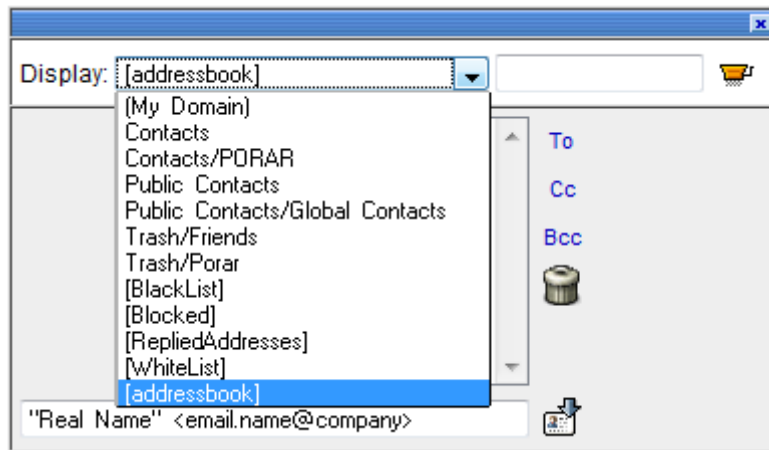 Display: [addressbook]
(My Domain)
Contacts
Contacts/PORAR
Public Contacts
Public Contacts/Global Contacts
Trash/Friends
Trash/Porar
[BlackList]
[Blocked]
[RepliedAddresses]
[WhiteList]
[addressbook]
To
Cc
Bcc
"Real Name" <email.name@company>